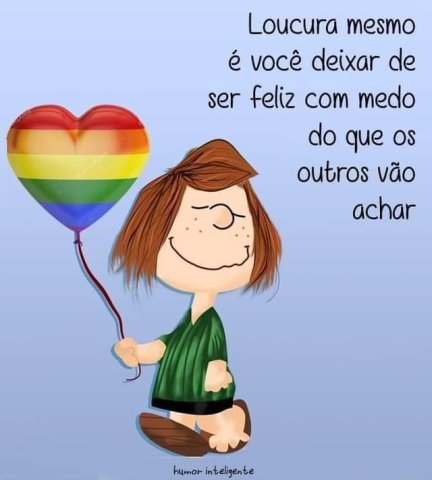 Loucura mesmo
é você deixar de
ser feliz com medo
do que os
outros vão
achar
humor inteligente